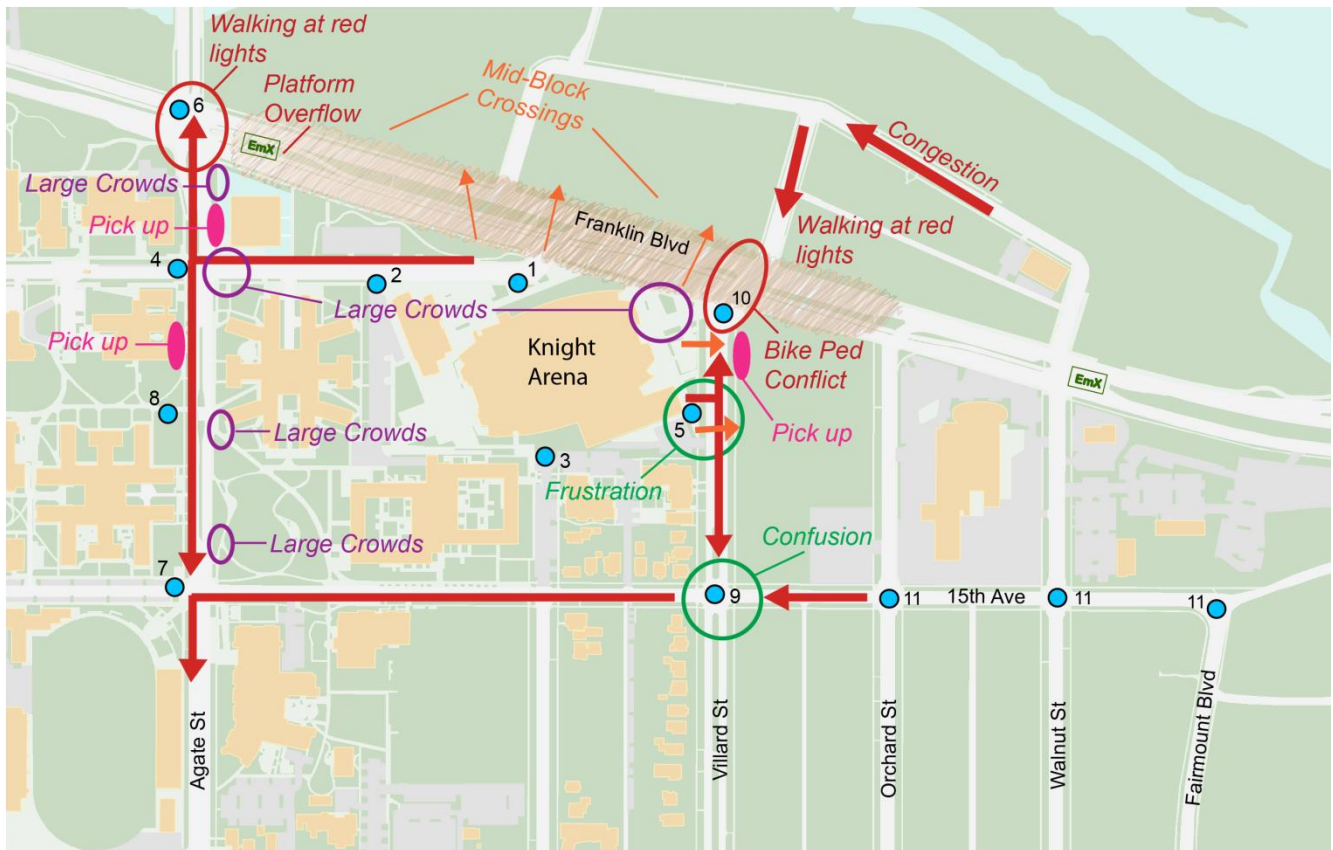 Walking at red
lights
6
Platform
Overflow
EmX
Mid-Block
Crossings
Congestion
Large Crowds
Pick up
Walking at red
lights
Franklin Blvd
4
2
1
10
Large Crowds
Pick up
Knight
Arena
Bike Ped
Conflict
EmX
8
5
Pick up
Large Crowds
3
Frustration
Large Crowds
Confusion
7
9
11
15th Ave
11
11
Agate St
Villard St
Orchard St
Walnut St
Fairmount Blvd